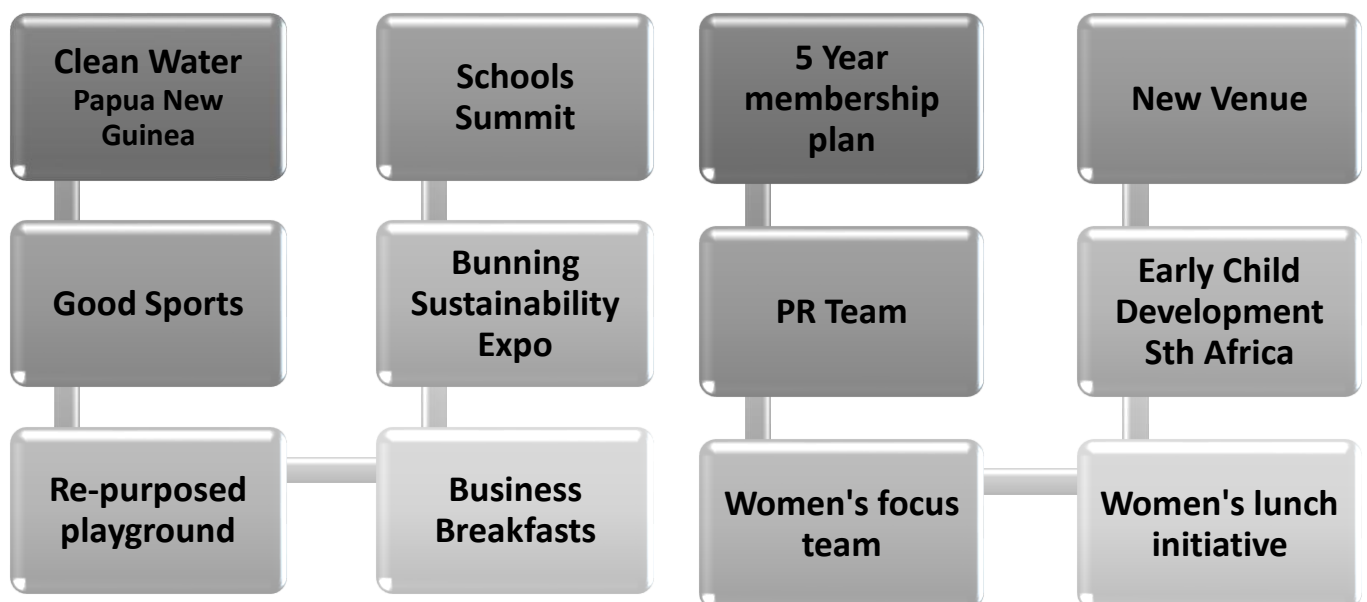 Clean Water
Papua New
Guinea
Good Sports
Re-purposed
playground
Business
Breakfasts
Bunning
Sustainability
Expo
Schools
Summit
5 Year
membership
plan
PR Team
Women's focus
team
Women's lunch
initiative
Early Child
Development
Sth Africa
New Venue